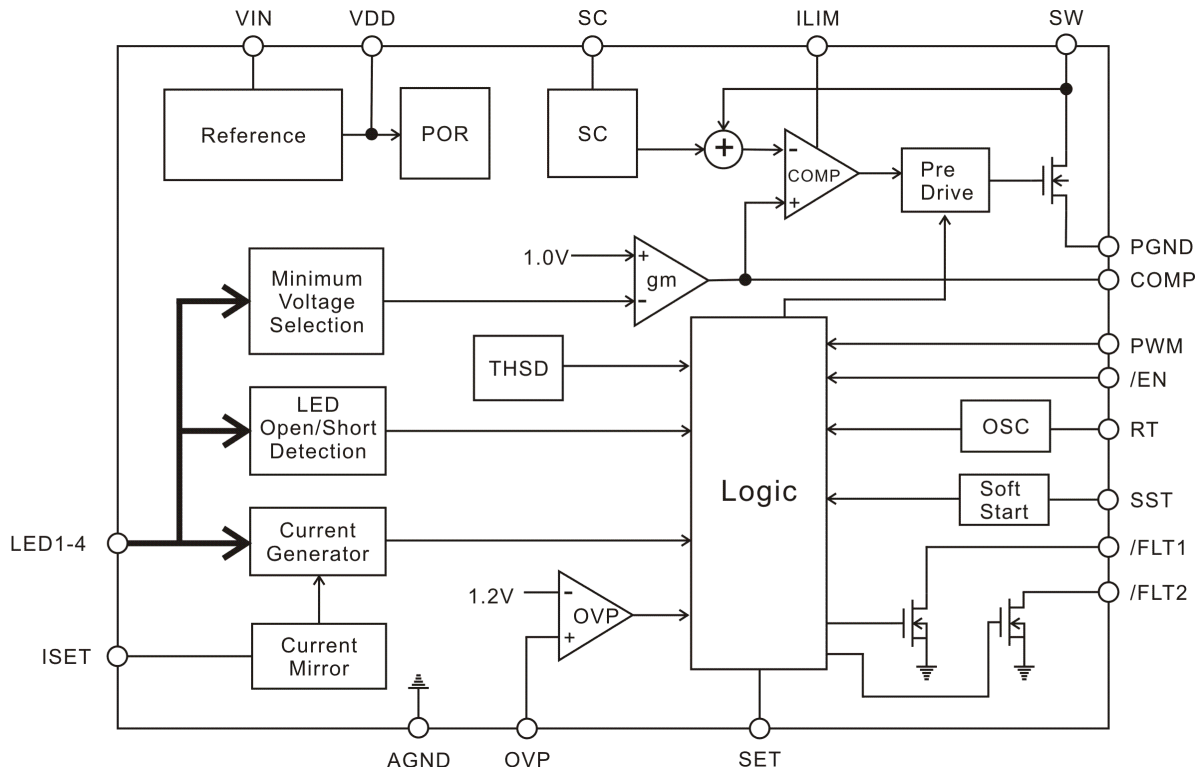 VIN
VDD
SC
ILIM
SW
Reference
POR
SC
+
-
COMP
+
Pre
Drive
PGND
COMP
1.0V
+
gm
-
Minimum
Voltage
Selection
THSD
PWM
/EN
LED
Open/Short
Detection
OSC
RT
Logic
Soft
Start
SST
LED1-4
Current
Generator
/FLT1
1.2V
-
OVP
+
/FLT2
ISET
Current
Mirror
AGND
OVP
SET